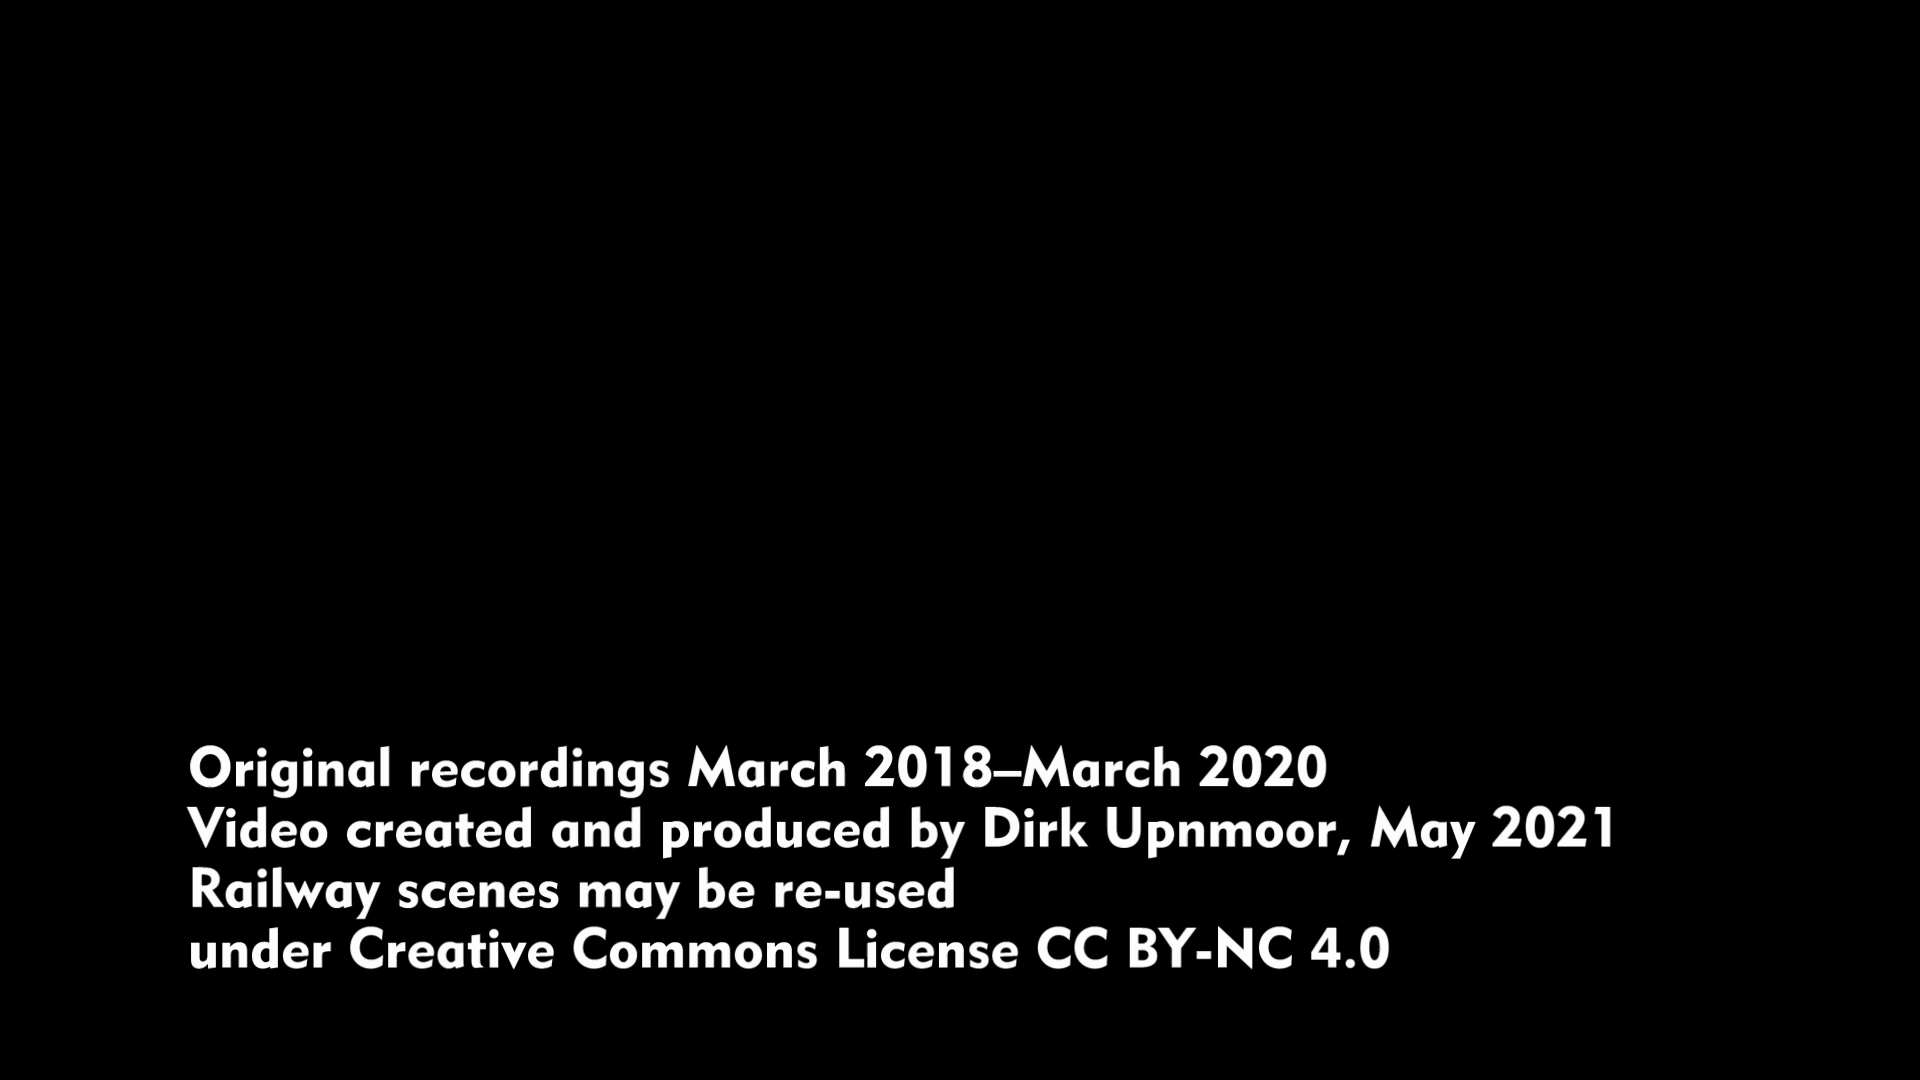 Original recordings March 2018–March 2020
Video created and produced by Dirk Upnmoor, May 2021
Railway scenes may be re-used
under Creative Commons License CC BY-NC 4.0